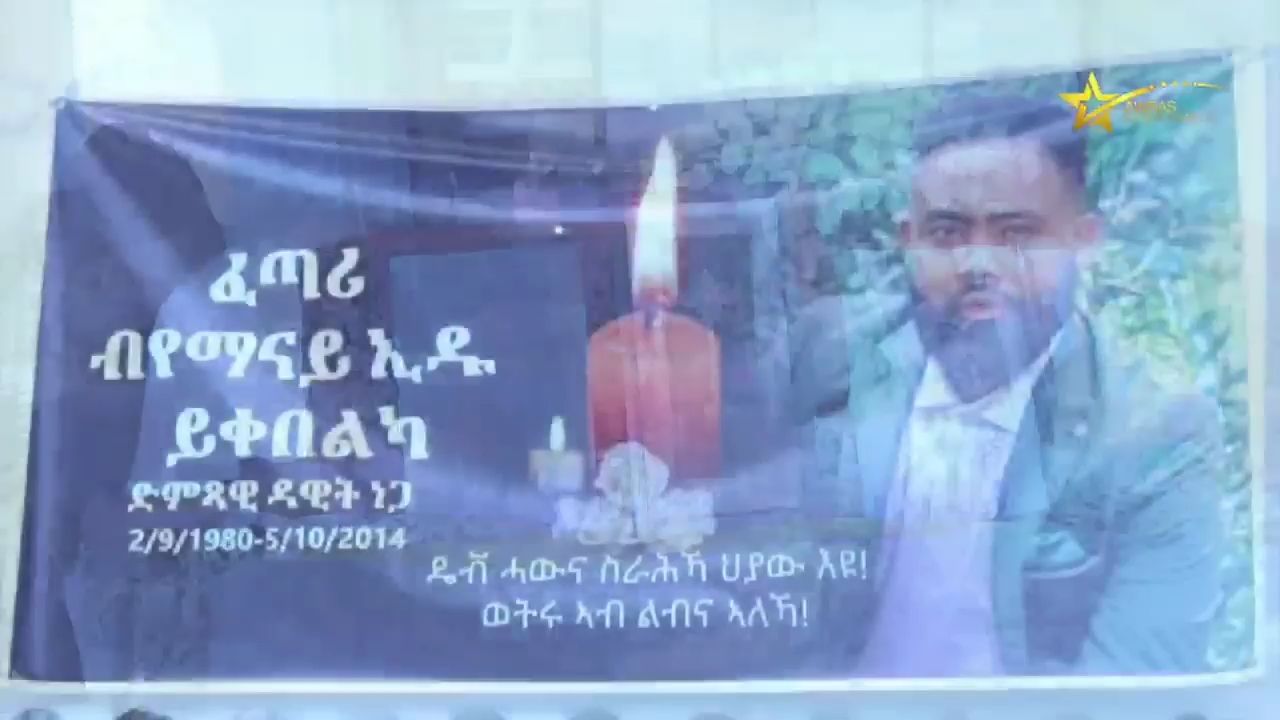 ፈጣሪ
ብየማናይ ኢዱ
ይቀበልካ
ድምጻዊ ዳዊት ነጋ
2/9/1980-5/10/2014
ዴቭ ሓውና ስራሕኻ ህያው እዩ!
ወትሩ ኣብ ልብና ኣለኻ!